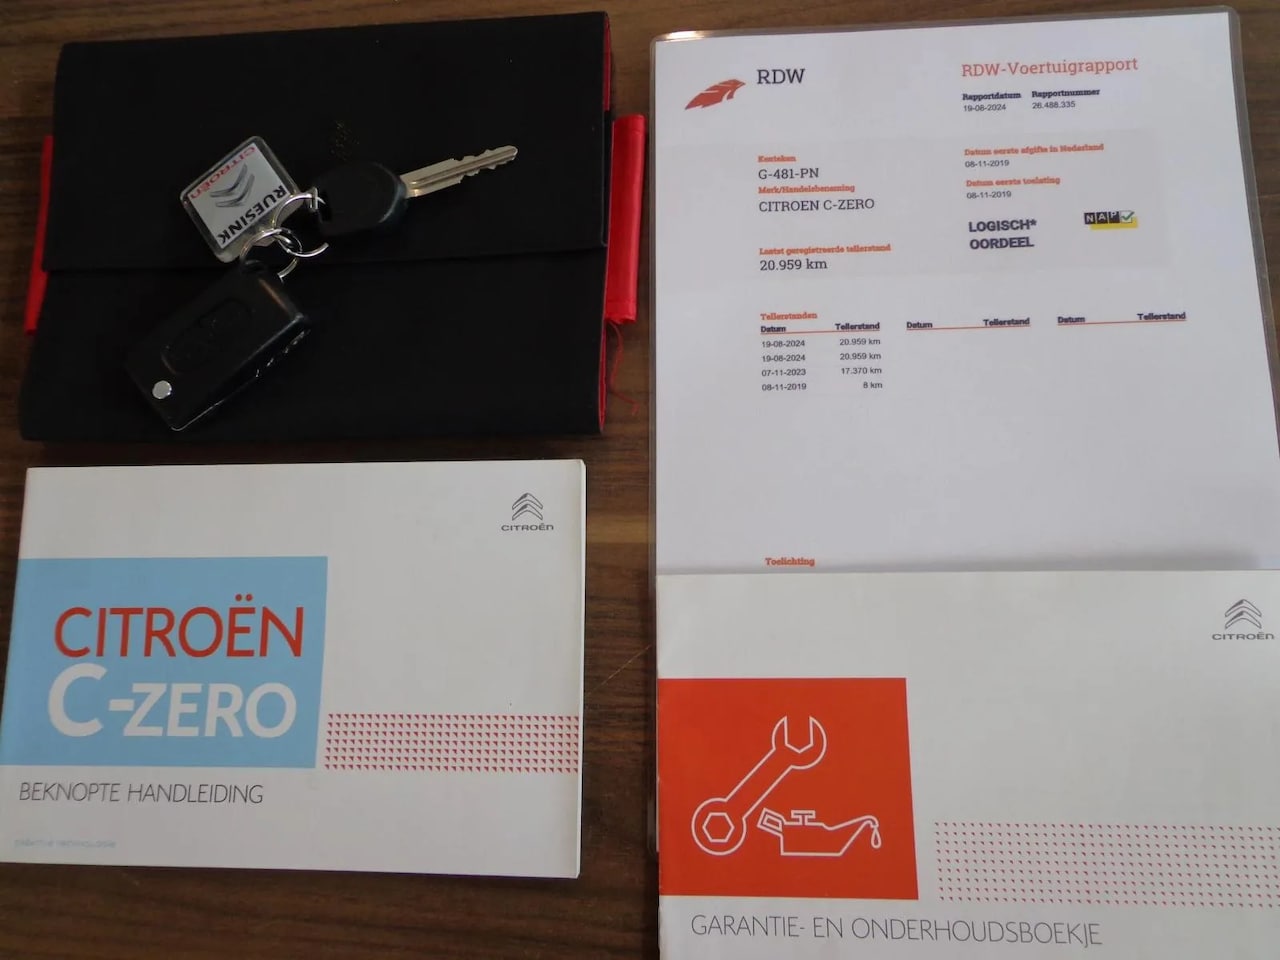 CITROËN
RUESINK
RDW
RDW-Voertuigrapport
Rapportdatum Rapportnummer
19-08-2024 26.488.335
Kenteken
G-481-PN
Merk/Handelsbenaming
CITROEN C-ZERO
Laatst geregistreerde tellerstand
20.959 km
Datum eerste afgifte in Nederland
08-11-2019
Datum eerste toelating
08-11-2019
LOGISCH*
OORDEEL
NAP
Tellerstanden
Datum Tellerstand Datum Tellerstand Datum Tellerstand
19-08-2024 20.959 km
19-08-2024 20.959 km
07-11-2023 17.370 km
08-11-2019 8 km
Toelichting
CITROËN
CITROËN
C-ZERO
BEKNOPTE HANDLEIDING
CITROËN
GARANTIE- EN ONDERHOUDSBOEKJE